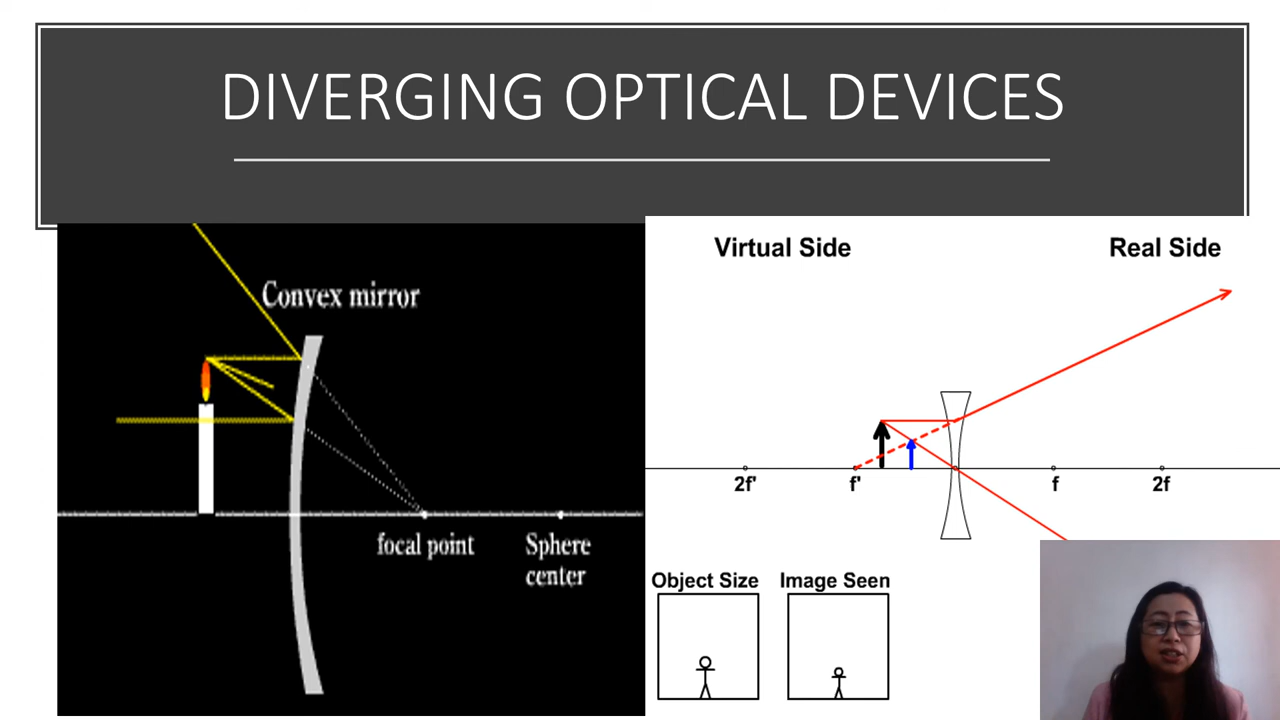 DIVERGING OPTICAL DEVICES
Convex mirror
focal point
Sphere
center
Virtual Side
Real Side
2f'
f'
f
2f
Object Size
Image Seen